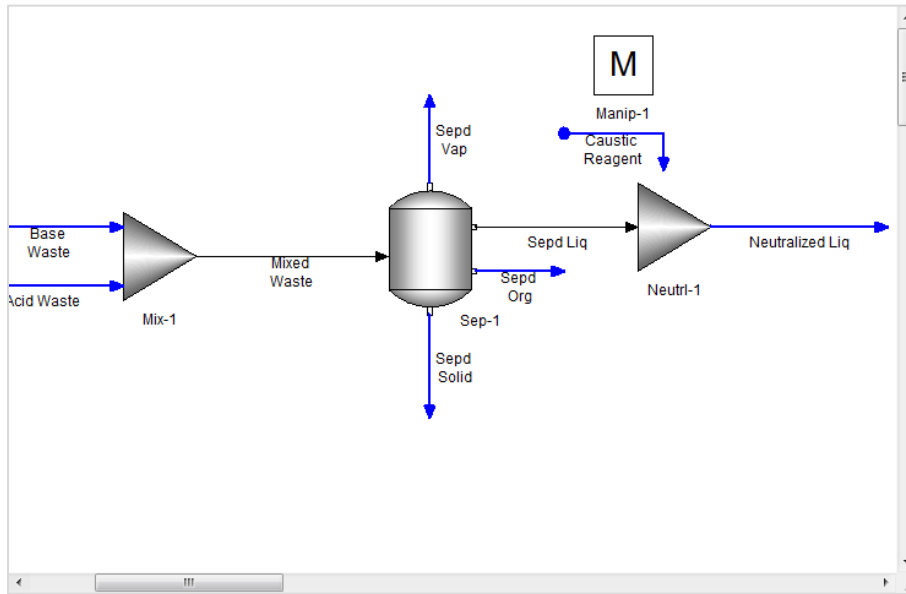 M
Manip-1
Sepd
Vap
Caustic
Reagent
Base
Waste
Sepd Liq
Neutralized Liq
Mixed
Waste
Sepd
Org
Acid Waste
Neutrl-1
Mix-1
Sep-1
Sepd
Solid